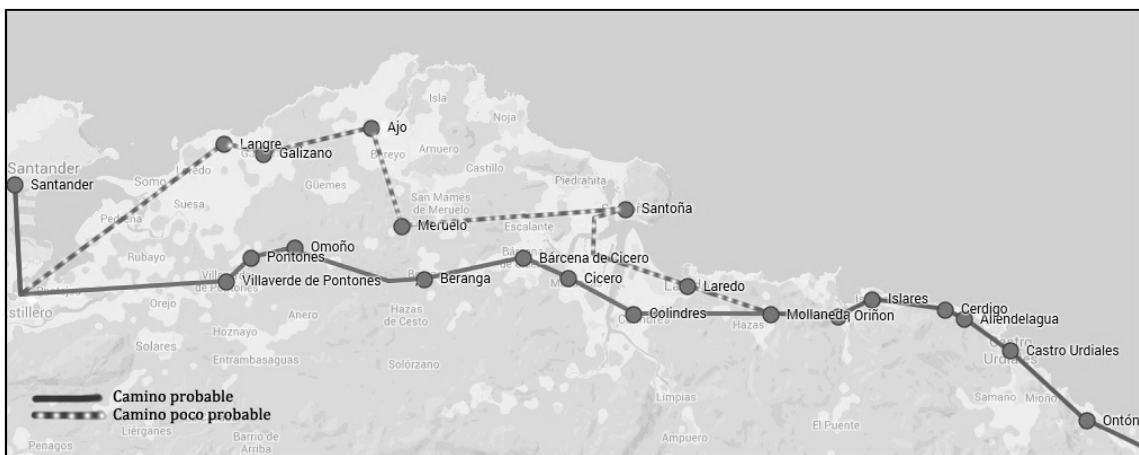 Isla
Noja
Ajo
Langre
Bareyo
Arnuero
Galizano
Castillo
Santander
Somo
Santander
Güemes
Piedrahita
Suesa
San Mamés
de Meruelo
Santoña
Meruelo
Escalante
Omoño
Rubayo
Pontones
Bárcena de Cicero
Villaverde de Pontones
Beranga
Cicero
Laredo
Orejo
Islares
Cerdigo
Anero
Hazas
de Cesto
Colindres
Hazas
Mollaneda
Oriñon
Allendelagua
Hoznayo
Solares
Entrambasaguas
Solórzano
Castro Urdiales
Limpias
Samano
Mioño
Camino probable
Camino poco probable
Ontón
El Puente
Liérganes
Barrio de
Arriba
Ampuero
Penagos